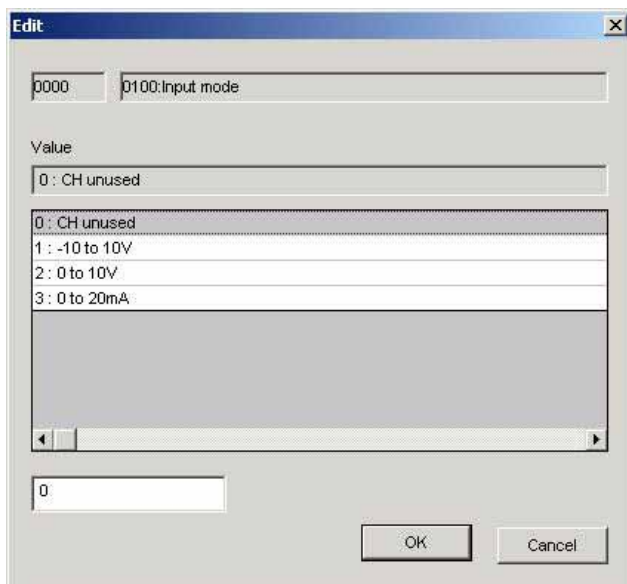 Edit
0000 0100:Input mode
Value
0 : CH unused
0 : CH unused
1 : -10 to 10V
2 : 0 to 10V
3 : 0 to 20mA
0
OK Cancel